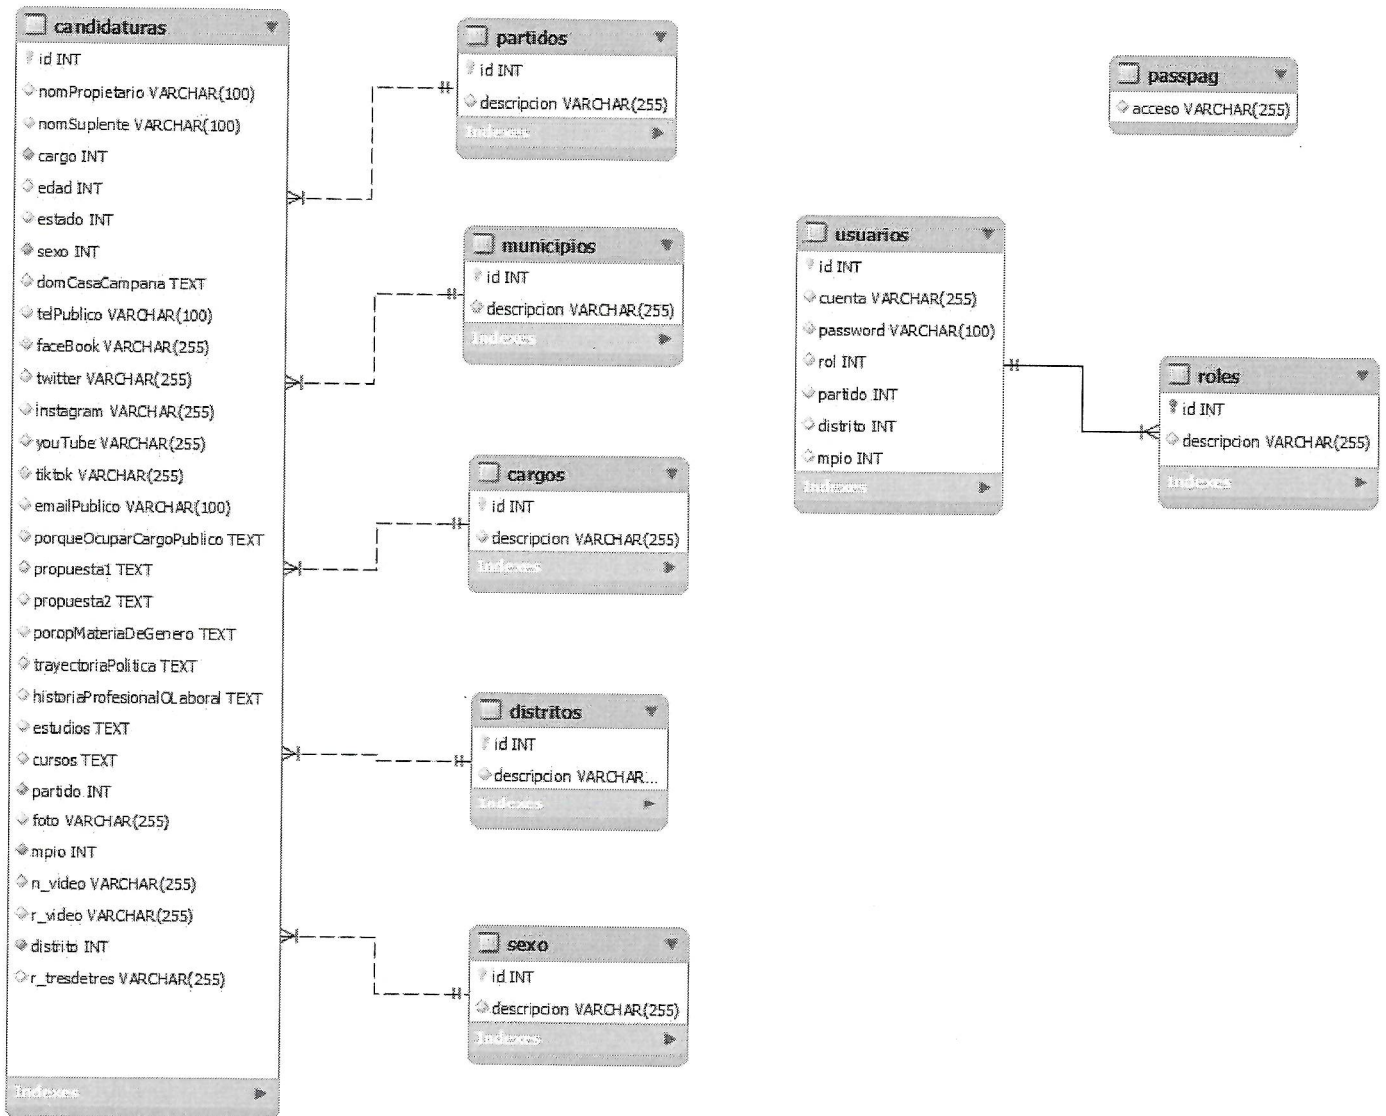 candidaturas
id INT
nomPropietario VARCHAR(100)
nomSuplente VARCHAR(100)
cargo INT
edad INT
estado INT
sexo INT
domCasaCampana TEXT
telPublico VARCHAR(100)
faceBook VARCHAR(255)
twitter VARCHAR(255)
instagram VARCHAR(255)
youTube VARCHAR(255)
tiktok VARCHAR(255)
emailPublico VARCHAR(100)
porqueOcuparCargoPublico TEXT
propuesta1 TEXT
propuesta2 TEXT
poropMateriaDeGenero TEXT
trayectoriaPolitica TEXT
historiaProfesionalOLaboral TEXT
estudios TEXT
cursos TEXT
partido INT
foto VARCHAR(255)
mpio INT
n_video VARCHAR(255)
r_video VARCHAR(255)
distrito INT
r_tresdetres VARCHAR(255)
Indexes
partidos
id INT
descripcion VARCHAR(255)
Indexes
municipios
id INT
descripcion VARCHAR(255)
Indexes
cargos
id INT
descripcion VARCHAR(255)
Indexes
distritos
id INT
descripcion VARCHAR...
Indexes
sexo
id INT
descripcion VARCHAR(255)
Indexes
passpag
acceso VARCHAR(255)
usuarios
id INT
cuenta VARCHAR(255)
password VARCHAR(100)
rol INT
partido INT
distrito INT
mpio INT
Indexes
roles
id INT
descripcion VARCHAR(255)
Indexes